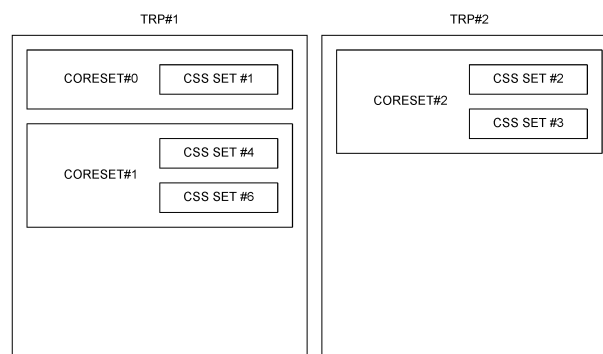 TRP#1
CORESET#0
CSS SET #1
CORESET#1
CSS SET #4
CSS SET #6
TRP#2
CORESET#2
CSS SET #2
CSS SET #3